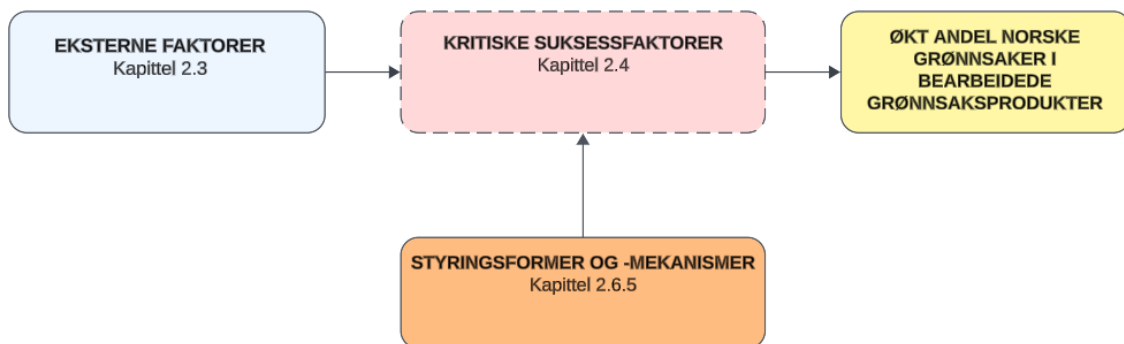 EKSTERNE FAKTORER
Kapittel 2.3
KRITISKE SUKSESSFAKTORER
Kapittel 2.4
ØKT ANDEL NORSKE
GRØNNSAKER I
BEARBEIDEDE
GRØNNSAKSPRODUKTER
STYRINGSFORMER OG -MEKANISMER
Kapittel 2.6.5